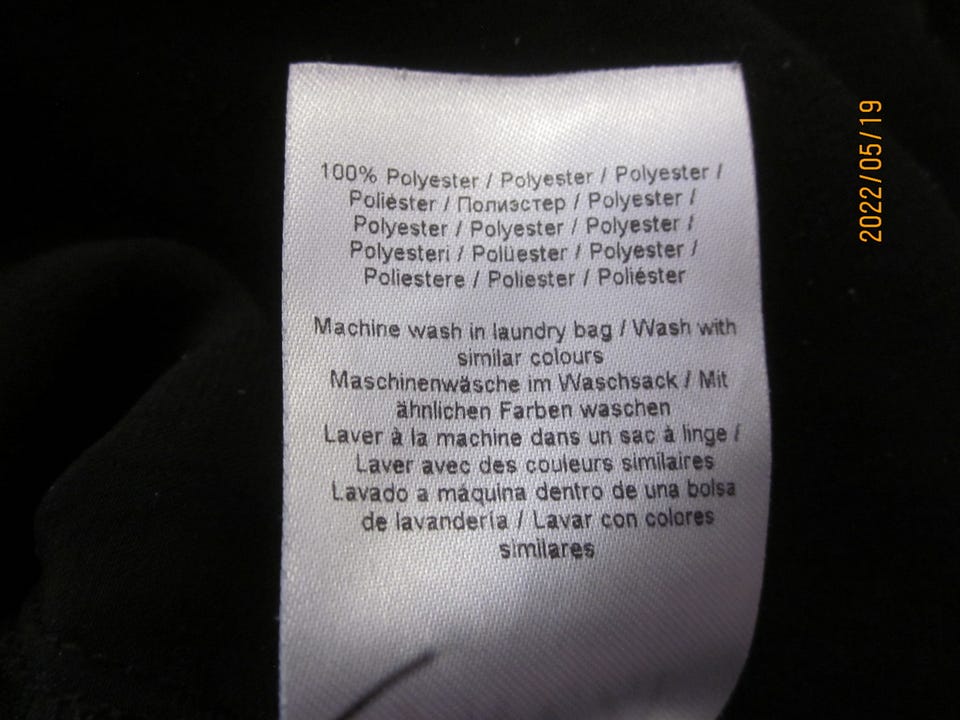 100% Polyester / Polyester / Polyester /
Poliéster / Полиэстер / Polyester /
Polyester / Polyester / Polyester /
Polyesteri / Polüester / Polyester /
Poliestere / Poliester / Poliéster
Machine wash in laundry bag / Wash with
similar colours
Maschinenwäsche im Waschsack / Mit
ähnlichen Farben waschen
Laver à la machine dans un sac à linge /
Laver avec des couleurs similaires
Lavado a máquina dentro de una bolsa
de lavandería / Lavar con colores
similares
2022/05/19